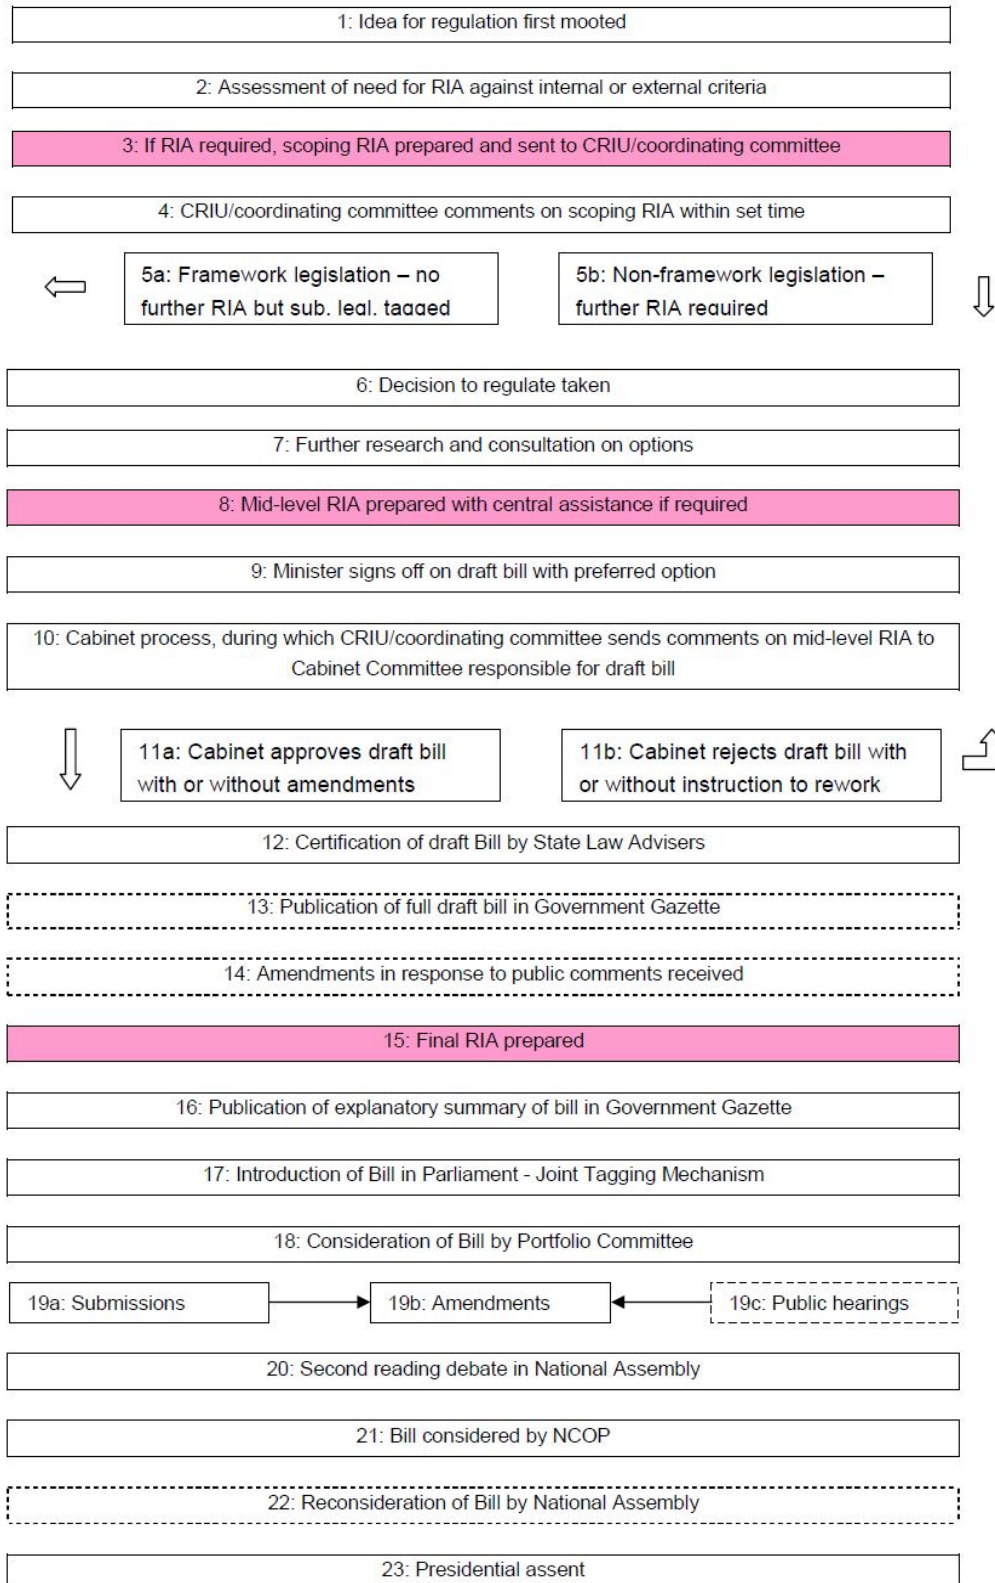 1: Idea for regulation first mooted
2: Assessment of need for RIA against internal or external criteria
3: If RIA required, scoping RIA prepared and sent to CRIU/coordinating committee
4: CRIU/coordinating committee comments on scoping RIA within set time
5a: Framework legislation – no
further RIA but sub. legl. tagged
5b: Non-framework legislation –
further RIA required
6: Decision to regulate taken
7: Further research and consultation on options
8: Mid-level RIA prepared with central assistance if required
9: Minister signs off on draft bill with preferred option
10: Cabinet process, during which CRIU/coordinating committee sends comments on mid-level RIA to
Cabinet Committee responsible for draft bill
11a: Cabinet approves draft bill
with or without amendments
11b: Cabinet rejects draft bill with
or without instruction to rework
12: Certification of draft Bill by State Law Advisers
13: Publication of full draft bill in Government Gazette
14: Amendments in response to public comments received
15: Final RIA prepared
16: Publication of explanatory summary of bill in Government Gazette
17: Introduction of Bill in Parliament - Joint Tagging Mechanism
18: Consideration of Bill by Portfolio Committee
19a: Submissions
19b: Amendments
19c: Public hearings
20: Second reading debate in National Assembly
21: Bill considered by NCOP
22: Reconsideration of Bill by National Assembly
23: Presidential assent